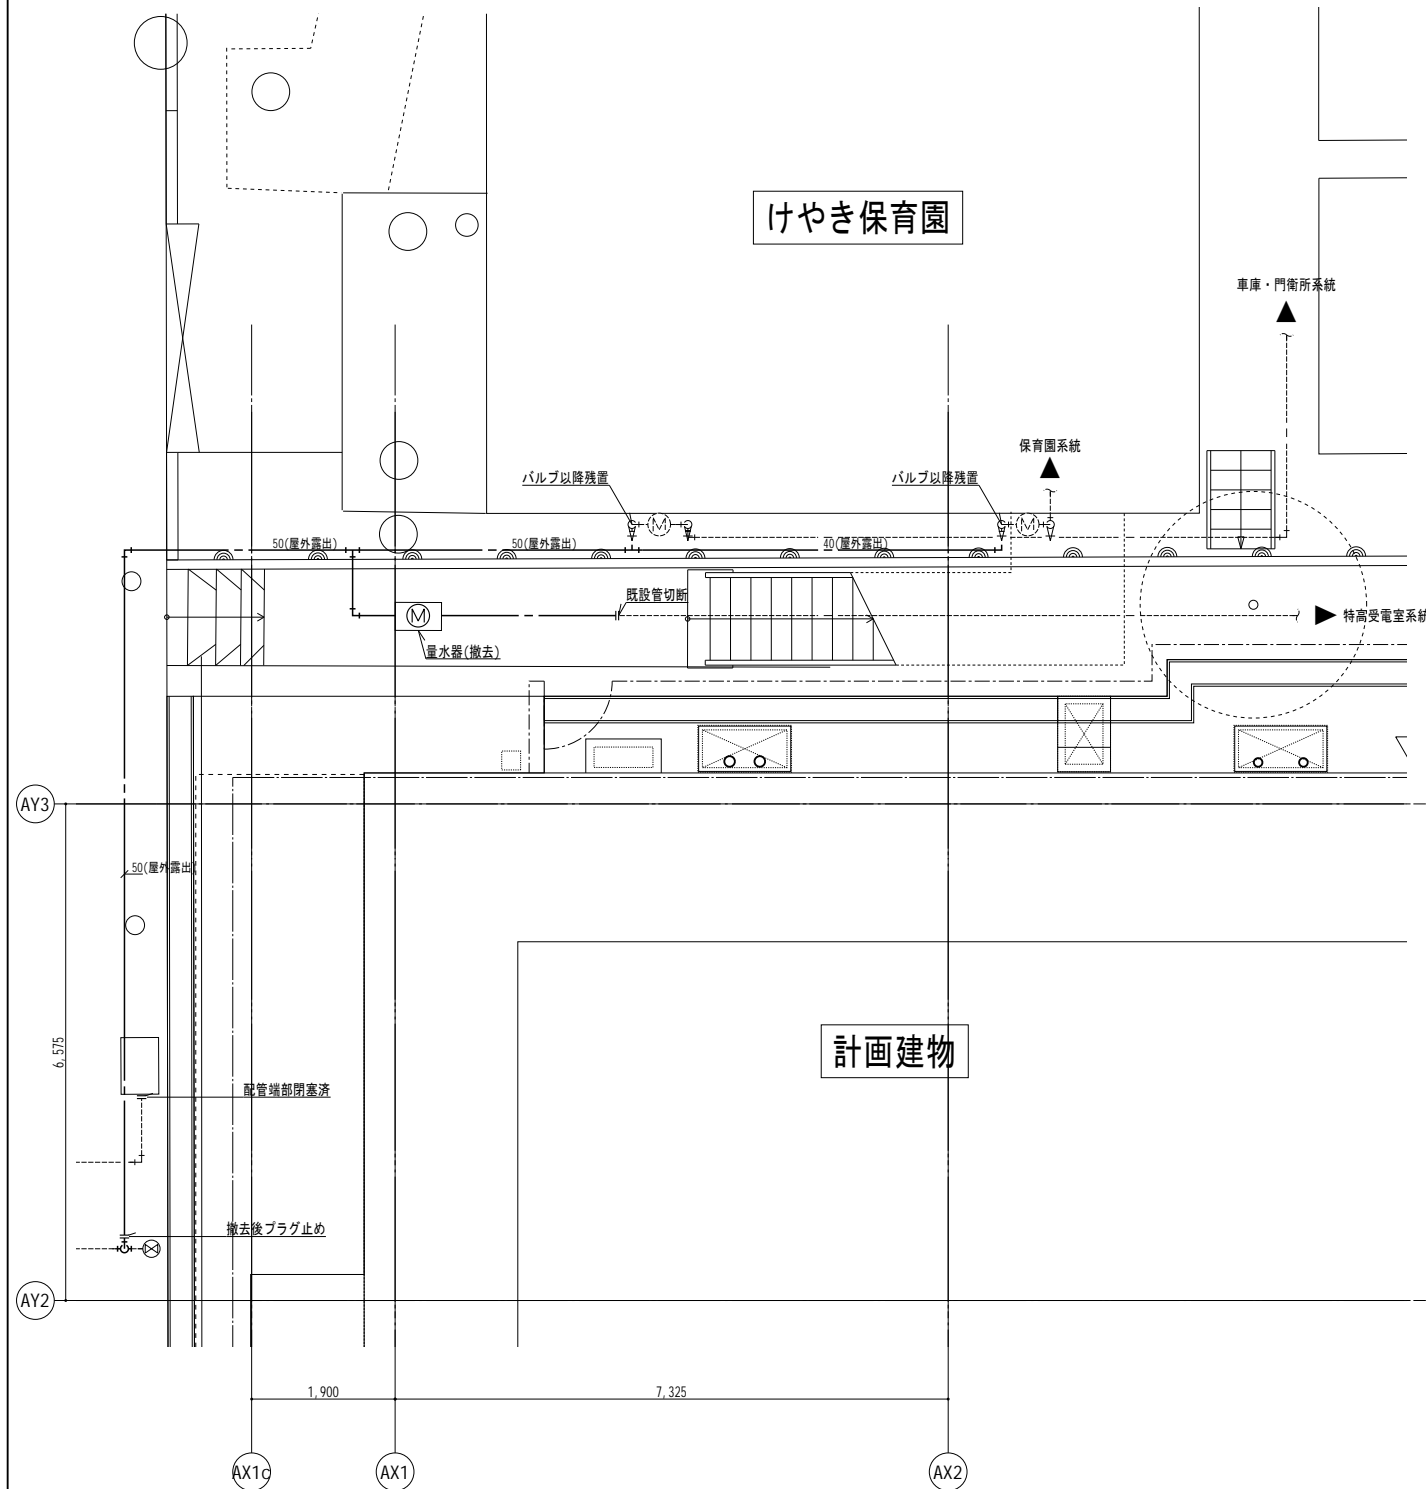 けやき保育園
車庫・門衛所系統
保育園系統
バルブ以降残置
バルブ以降残置
M
M
50(屋外露出)
50(屋外露出)
40(屋外露出)
既設管切断
M
特高受電室系統
量水器(撤去)
AY3
50(屋外露出)
計画建物
6,575
配管端部閉塞済
撤去後プラグ止め
AY2
1,900
7,325
AX1c
AX1
AX2